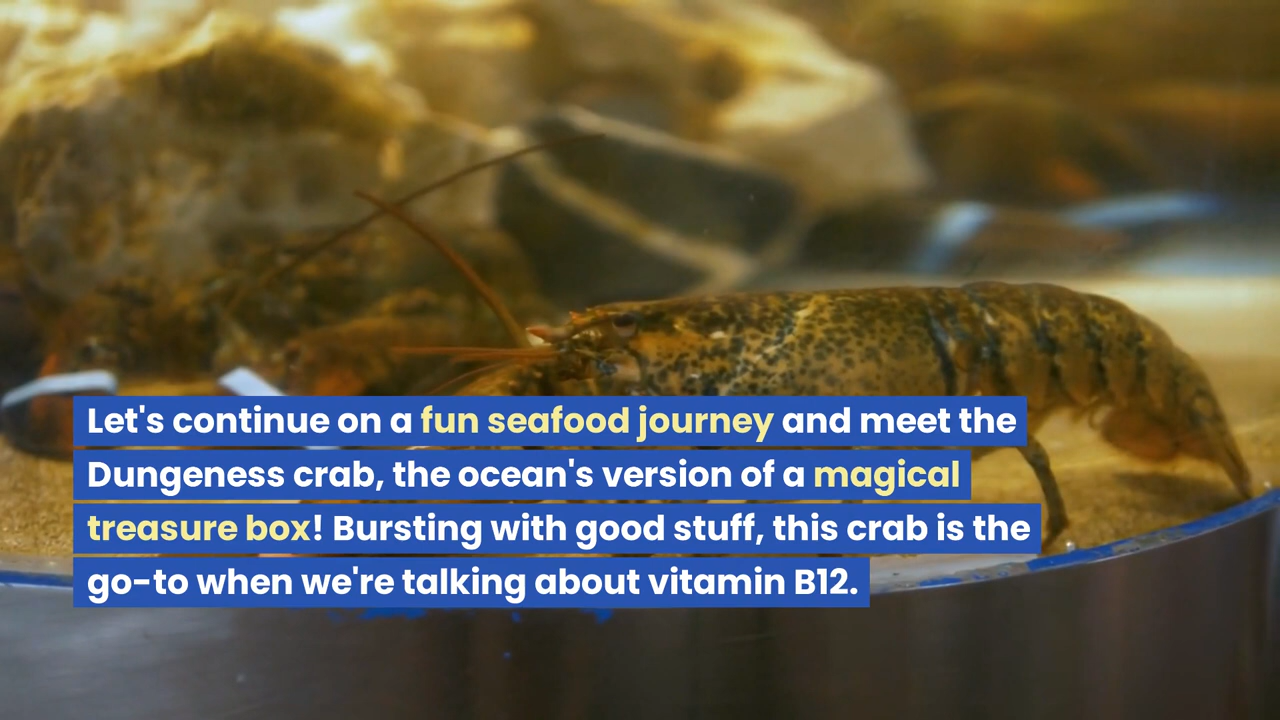 Let's continue on a fun seafood journey and meet the
Dungeness crab, the ocean's version of a magical
treasure box! Bursting with good stuff, this crab is the
go-to when we're talking about vitamin B12.